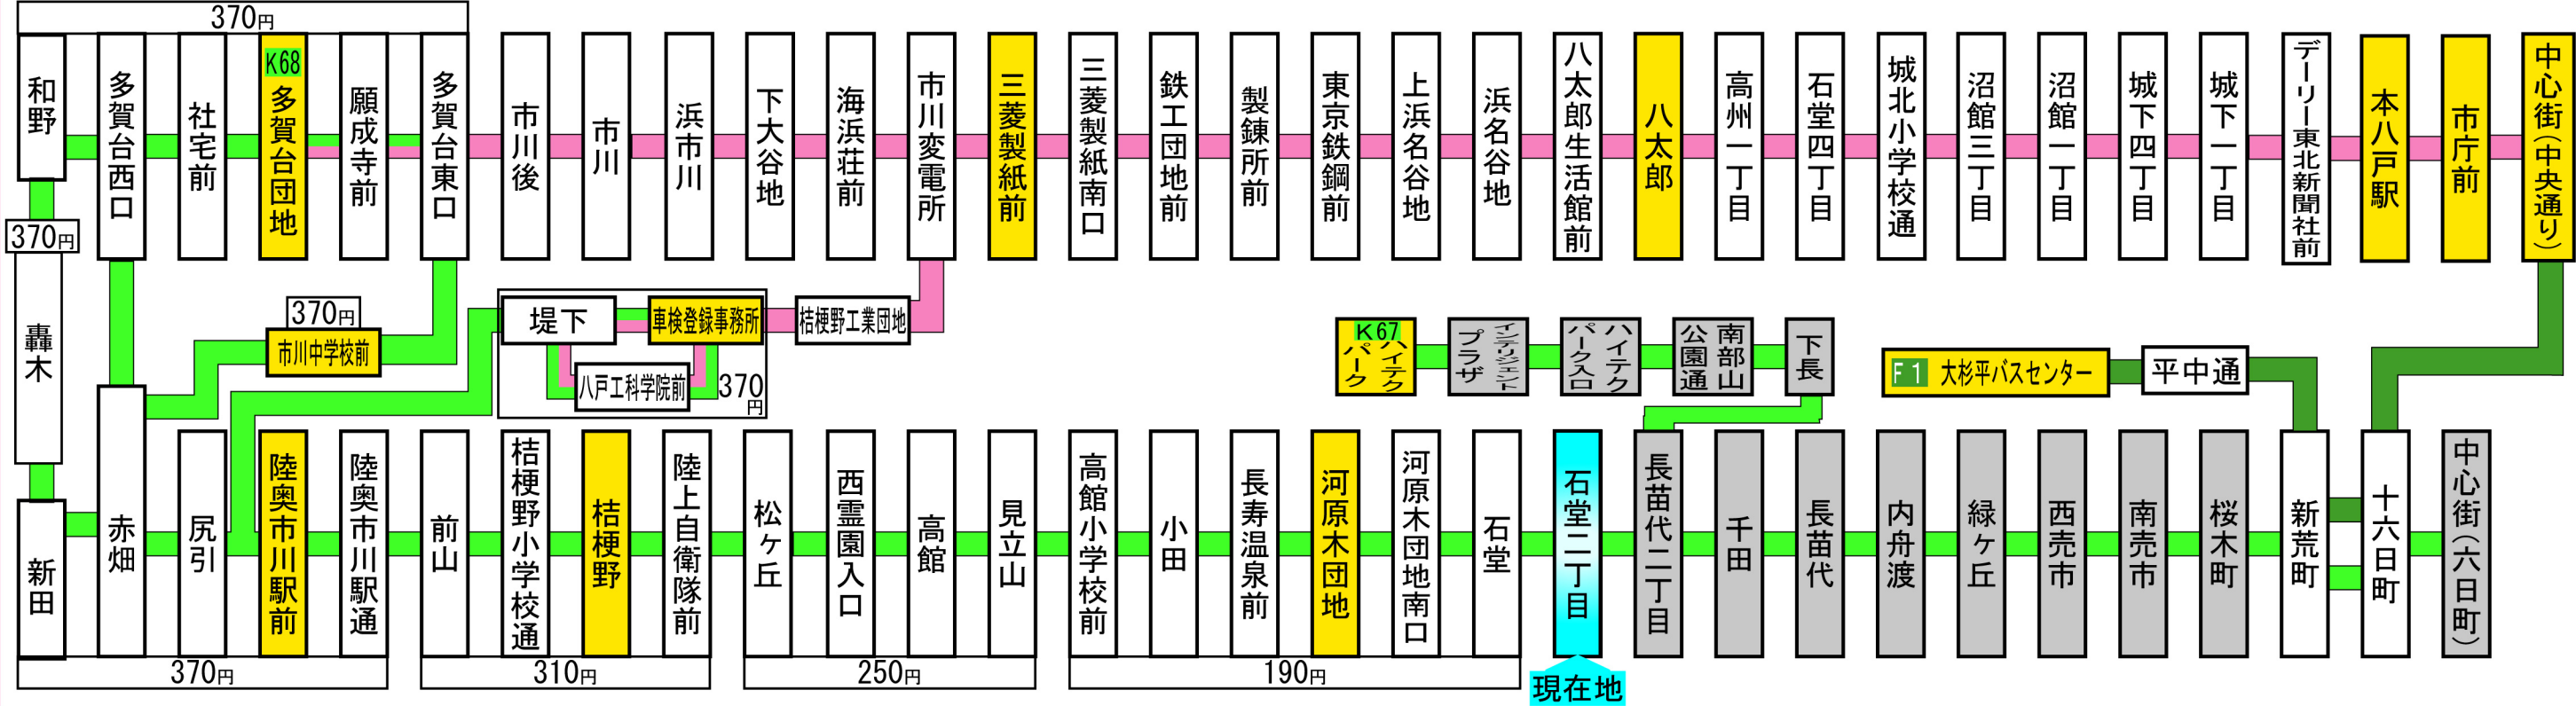 370円
和野
多賀台西口
社宅前
K68
多賀台団地
願成寺前
多賀台東口
市川後
市川
浜市川
下大谷地
海浜荘前
市川変電所
三菱製紙前
三菱製紙南口
鉄工団地前
製錬所前
東京鉄鋼前
上浜名谷地
浜名谷地
八太郎生活館前
八太郎
高州一丁目
石堂四丁目
城北小学校通
沼館三丁目
沼館一丁目
城下四丁目
城下一丁目
デーリー東北新聞社前
本八戸駅
市庁前
中心街(中央通り)
370円
轟木
370円
市川中学校前
堤下
車検登録事務所
桔梗野工業団地
八戸工科学院前
370円
K67
ハイテクパーク
インテリジェントプラザ
ハイテクパーク入口
南部山公園通
下長
F1 大杉平バスセンター
平中通
新田
赤畑
尻引
陸奥市川駅前
陸奥市川駅通
前山
桔梗野小学校通
桔梗野
陸上自衛隊前
松ヶ丘
西霊園入口
高館
見立山
高館小学校前
小田
長寿温泉前
河原木団地
河原木団地南口
石堂
石堂二丁目
長苗代二丁目
千田
長苗代
内舟渡
緑ヶ丘
西売市
南売市
桜木町
新荒町
十六日町
中心街(六日町)
370円
310円
250円
190円
現在地